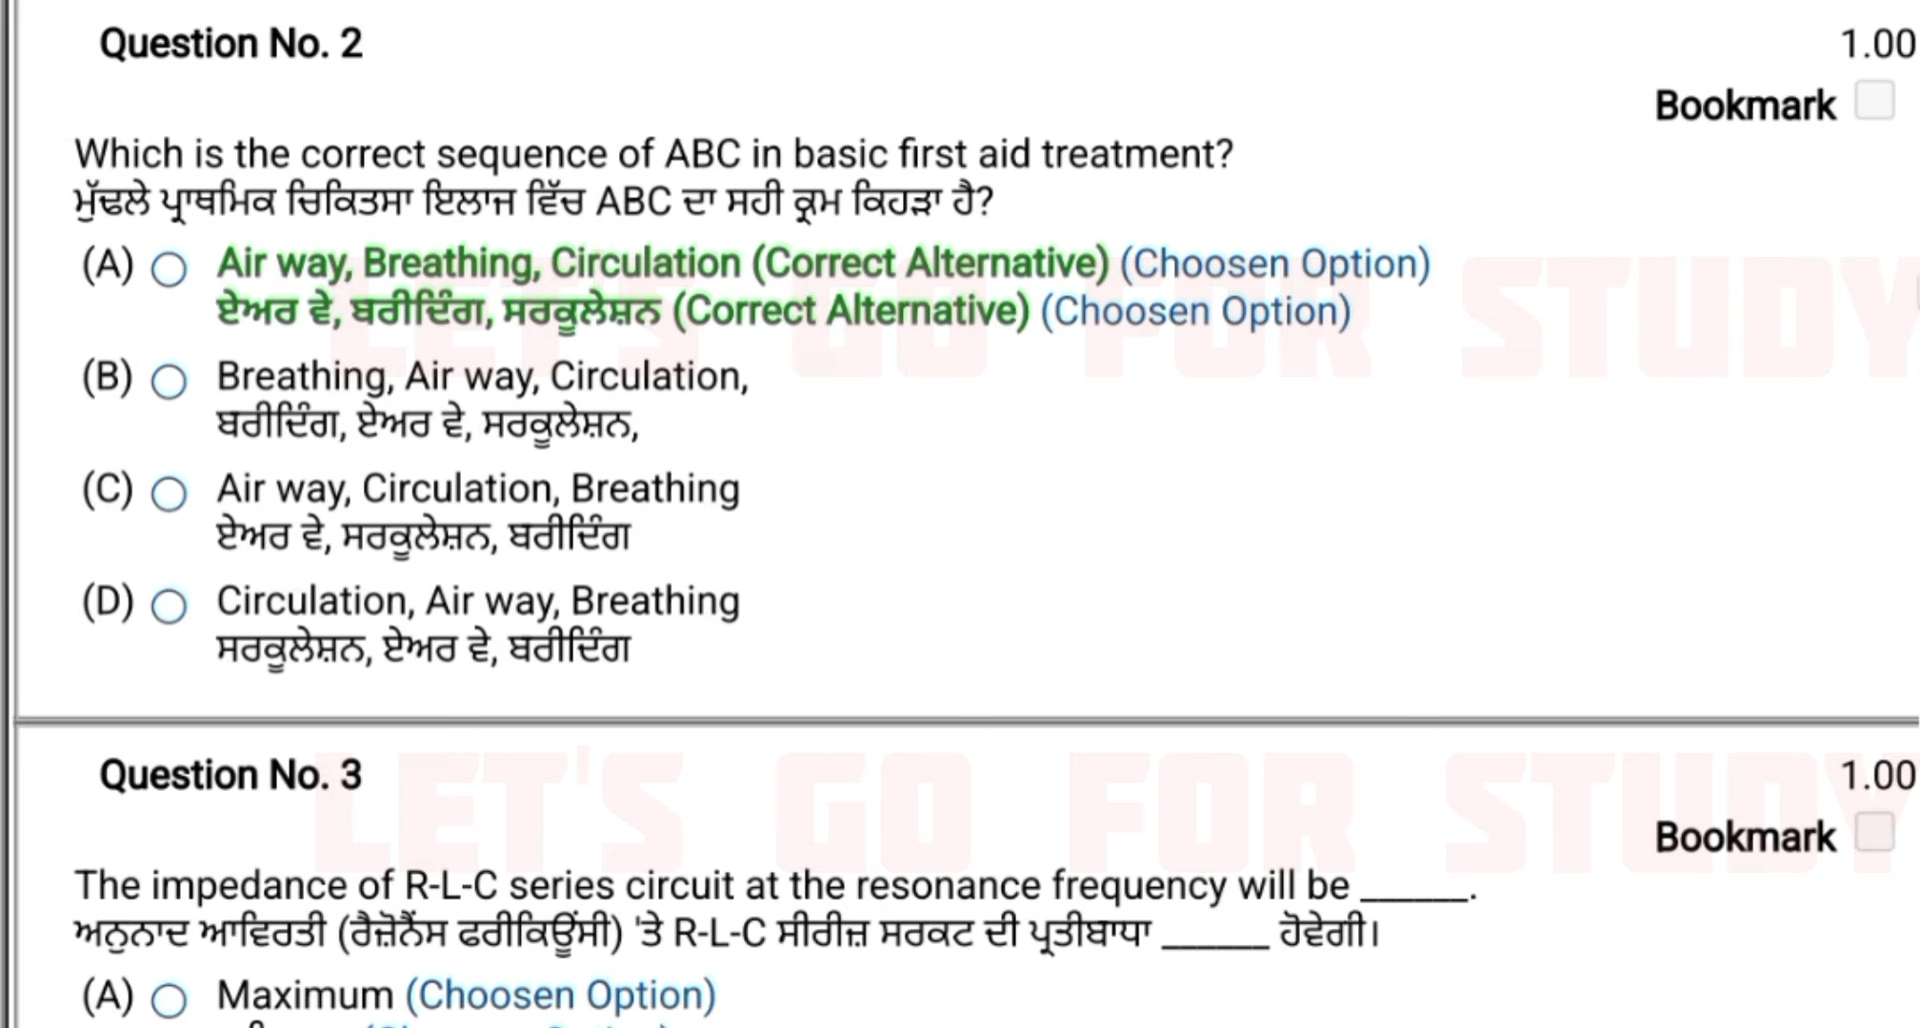 Question No. 2
1.00
Bookmark
Which is the correct sequence of ABC in basic first aid treatment?
ਮੁੱਢਲੇ ਪ੍ਰਾਥਮਿਕ ਚਿਕਿਤਸਾ ਇਲਾਜ ਵਿੱਚ ABC ਦਾ ਸਹੀ ਕ੍ਰਮ ਕਿਹੜਾ ਹੈ?
(A) Air way, Breathing, Circulation (Correct Alternative) (Choosen Option)
ਏਅਰ ਵੇ, ਬਰੀਦਿੰਗ, ਸਰਕੂਲੇਸ਼ਨ (Correct Alternative) (Choosen Option)
(B) Breathing, Air way, Circulation,
ਬਰੀਦਿੰਗ, ਏਅਰ ਵੇ, ਸਰਕੂਲੇਸ਼ਨ,
(C) Air way, Circulation, Breathing
ਏਅਰ ਵੇ, ਸਰਕੂਲੇਸ਼ਨ, ਬਰੀਦਿੰਗ
(D) Circulation, Air way, Breathing
ਸਰਕੂਲੇਸ਼ਨ, ਏਅਰ ਵੇ, ਬਰੀਦਿੰਗ
LET'S GO FOR STUDY
Question No. 3
1.00
Bookmark
LET'S GO FOR STUDY
The impedance of R-L-C series circuit at the resonance frequency will be ______.
ਅਨੁਨਾਦ ਆਵਿਰਤੀ (ਰੈਜ਼ੋਨੈਂਸ ਫਰੀਕਿਊਂਸੀ) 'ਤੇ R-L-C ਸੀਰੀਜ਼ ਸਰਕਟ ਦੀ ਪ੍ਰਤੀਬਾਧਾ ______ ਹੋਵੇਗੀ।
(A) Maximum (Choosen Option)